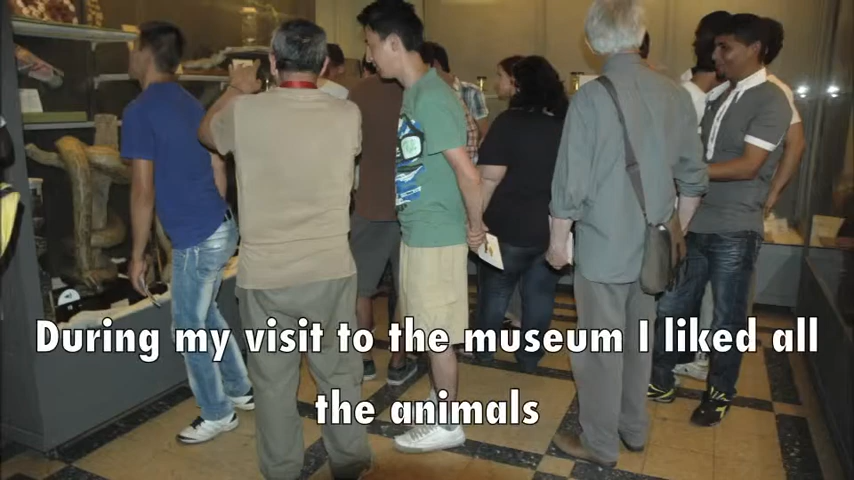 During my visit to the museum I liked all
the animals